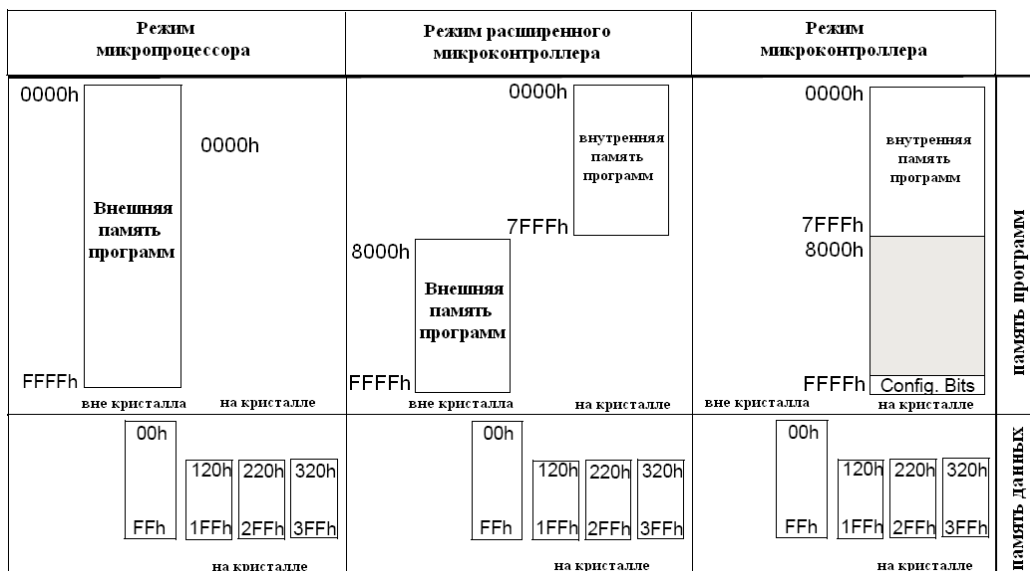 Режим
микропроцессора
Режим расширенного
микроконтроллера
Режим
микроконтроллера
0000h
0000h
Внешняя
память
программ
FFFFh
вне кристалла
на кристалле
0000h
внутренняя
память
программ
7FFFh
8000h
Внешняя
память
программ
FFFFh
вне кристалла
на кристалле
0000h
внутренняя
память
программ
7FFFh
8000h
FFFFh
Config. Bits
вне кристалла
на кристалле
память программ
00h
120h 220h 320h
FFh 1FFh 2FFh 3FFh
на кристалле
00h
120h 220h 320h
FFh 1FFh 2FFh 3FFh
на кристалле
00h
120h 220h 320h
FFh 1FFh 2FFh 3FFh
на кристалле
память данных